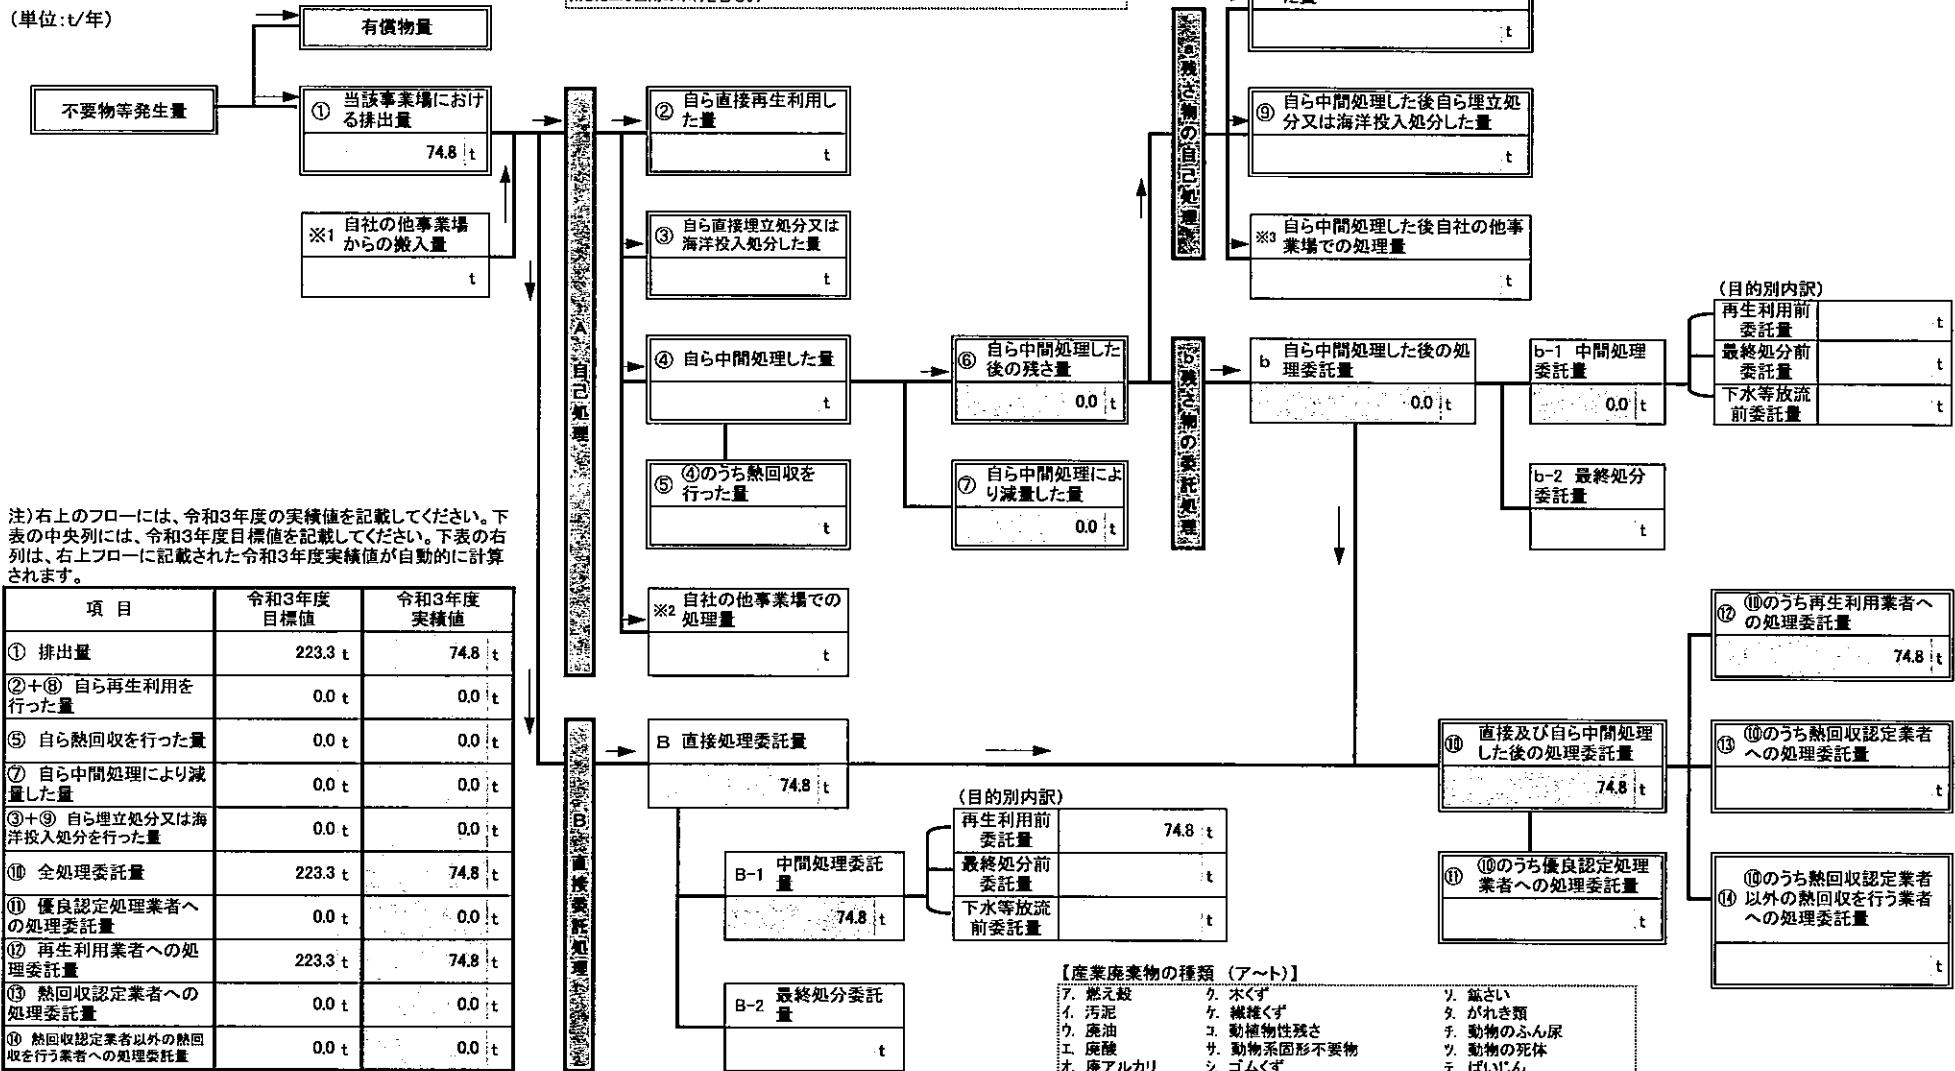 (単位:t/年)
有償物量
不要物等発生量
① 当該事業場におけ
る排出量
74.8 t
※1 自社の他事業場
からの搬入量
t
A 自己処理
② 自ら直接再生利用し
た量
t
③ 自ら直接埋立処分又は
海洋投入処分した量
t
④ 自ら中間処理した量
t
⑤ ④のうち熱回収を
行った量
t
※2 自社の他事業場での
処理量
t
⑥ 自ら中間処理した
後の残さ量
0.0 t
⑦ 自ら中間処理によ
り減量した量
0.0 t
残さ物の自己処理
た量
t
⑨ 自ら中間処理した後自ら埋立処
分又は海洋投入処分した量
t
※3 自ら中間処理した後自社の他事
業場での処理量
t
b残さ物の委託処理
b 自ら中間処理した後の処
理委託量
0.0 t
b-1 中間処理
委託量
0.0 t
b-2 最終処分
委託量
t
(目的別内訳)
再生利用前
委託量 t
最終処分前
委託量 t
下水等放流
前委託量 t
注)右上のフローには、令和3年度の実績値を記載してください。下
表の中央列には、令和3年度目標値を記載してください。下表の右
列は、右上フローに記載された令和3年度実績値が自動的に計算
されます。
項 目 令和3年度 目標値 令和3年度 実績値
① 排出量 223.3 t 74.8 t
②+⑧ 自ら再生利用を
行った量 0.0 t 0.0 t
⑤ 自ら熱回収を行った量 0.0 t 0.0 t
⑦ 自ら中間処理により減
量した量 0.0 t 0.0 t
③+⑨ 自ら埋立処分又は海
洋投入処分を行った量 0.0 t 0.0 t
⑩ 全処理委託量 223.3 t 74.8 t
⑪ 優良認定処理業者へ
の処理委託量 0.0 t 0.0 t
⑫ 再生利用業者への処
理委託量 223.3 t 74.8 t
⑬ 熱回収認定業者への
処理委託量 0.0 t 0.0 t
⑭ 熱回収認定業者以外の熱回
収を行う業者への処理委託量 0.0 t 0.0 t
B 直接委託処理
B 直接処理委託量
74.8 t
B-1 中間処理委託
量
74.8 t
B-2 最終処分委託
量
t
(目的別内訳)
再生利用前
委託量 74.8 t
最終処分前
委託量 t
下水等放流
前委託量 t
⑩ 直接及び自ら中間処理
した後の処理委託量
74.8 t
⑪ ⑩のうち優良認定処理
業者への処理委託量
t
⑫ ⑩のうち再生利用業者へ
の処理委託量
74.8 t
⑬ ⑩のうち熱回収認定業者
への処理委託量
t
⑭ ⑩のうち熱回収認定業者
以外の熱回収を行う業者
への処理委託量
t
【産業廃棄物の種類 (ア~ト)】
ア. 燃え殻 ク. 木くず ソ. 鉱さい
イ. 汚泥 ケ. 繊維くず タ. がれき類
ウ. 廃油 コ. 動植物性残さ チ. 動物のふん尿
エ. 廃酸 サ. 動物系固形不要物 ツ. 動物の死体
オ. 廃アルカリ シ. ゴムくず テ. ばいじん